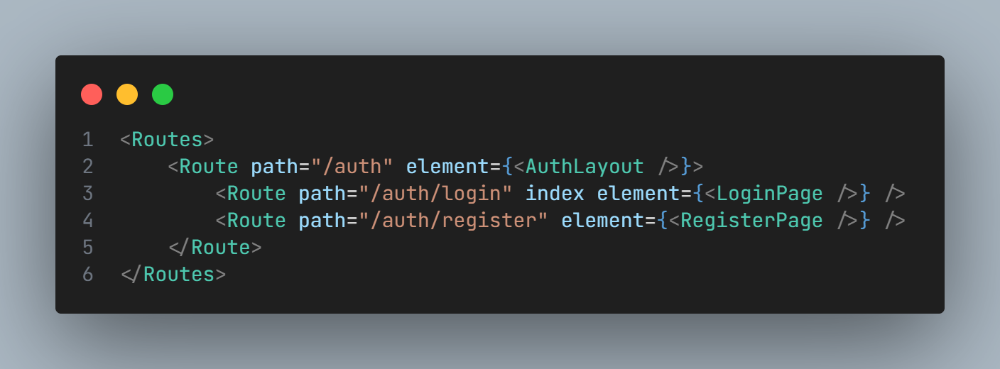 1 <Routes>
2     <Route path="/auth" element={<AuthLayout />}>
3         <Route path="/auth/login" index element={<LoginPage />} />
4         <Route path="/auth/register" element={<RegisterPage />} />
5     </Route>
6 </Routes>